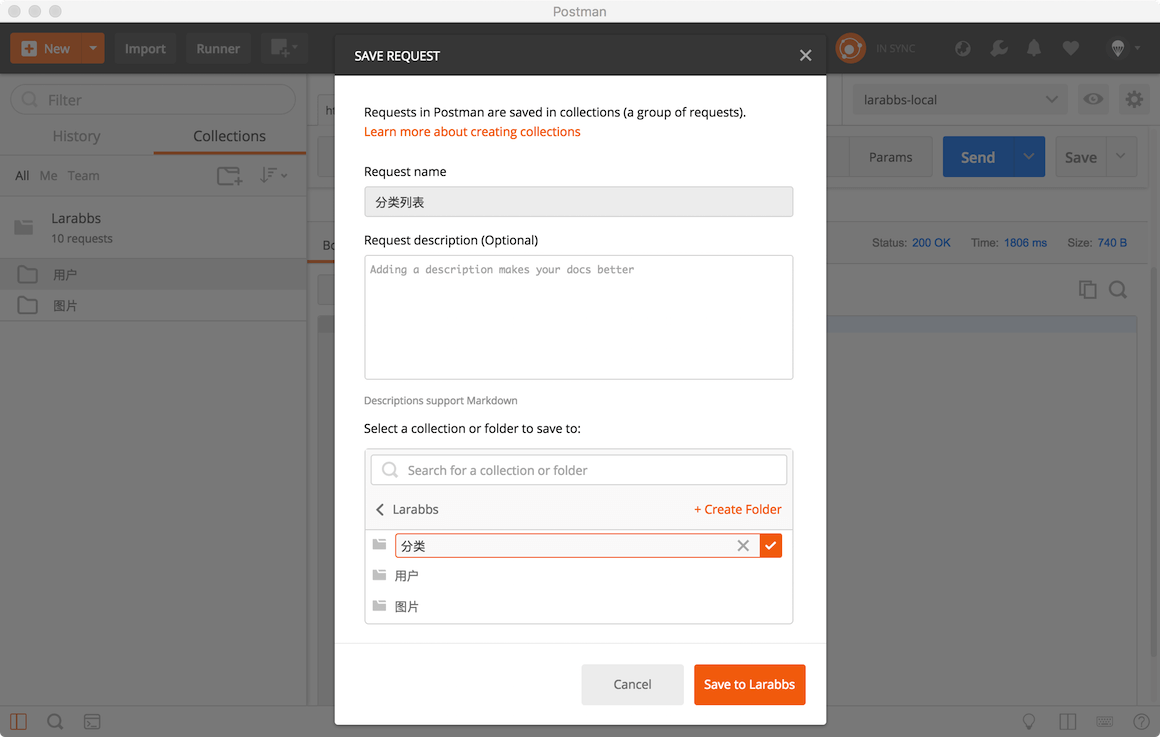 Postman
New
Import
Runner
IN SYNC
SAVE REQUEST
Filter
History
Collections
All
Me
Team
Larabbs
10 requests
用户
图片
larabbs-local
Params
Send
Save
Status: 200 OK
Time: 1806 ms
Size: 740 B
Requests in Postman are saved in collections (a group of requests).
Learn more about creating collections
Request name
分类列表
Request description (Optional)
Adding a description makes your docs better
Descriptions support Markdown
Select a collection or folder to save to:
Search for a collection or folder
Larabbs
+ Create Folder
分类
用户
图片
Cancel
Save to Larabbs